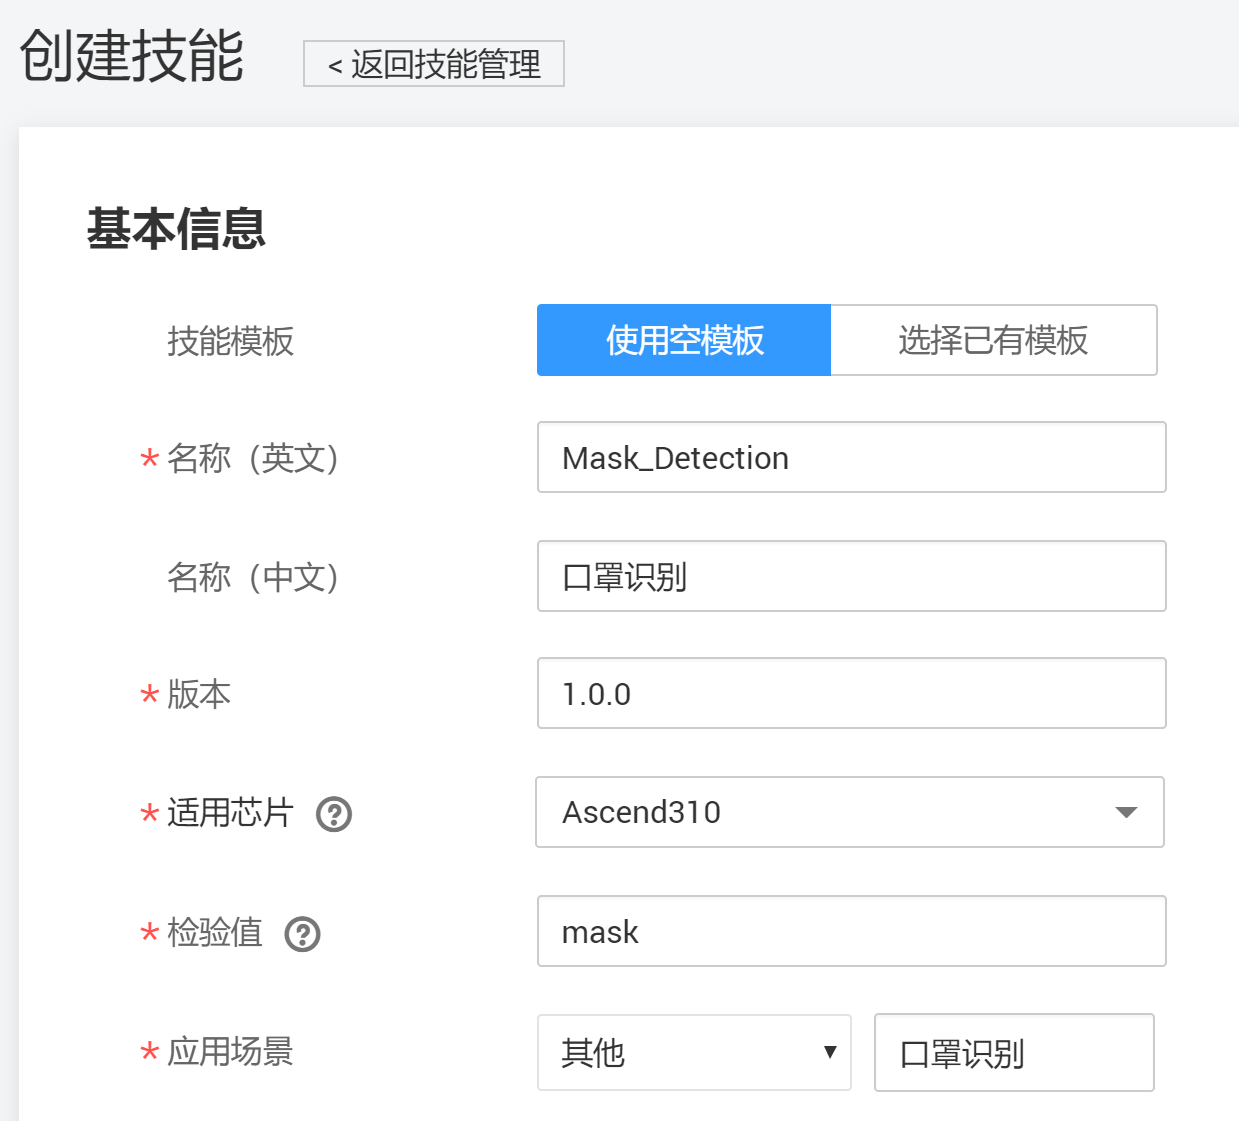 创建技能 < 返回技能管理
基本信息
技能模板 使用空模板 选择已有模板
* 名称（英文） Mask_Detection
名称（中文） 口罩识别
* 版本 1.0.0
* 适用芯片 ? Ascend310
* 检验值 ? mask
* 应用场景 其他 口罩识别